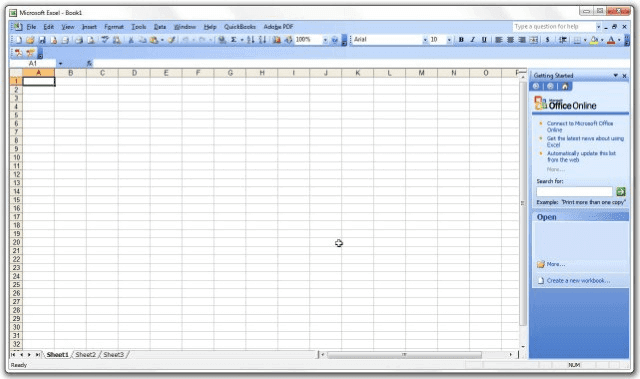 Microsoft Excel - Book1
File Edit View Insert Format Tools Data Window Help QuickBooks Adobe PDF
Type a question for help
100%
Arial
10
B I U
$
A1
fx
A B C D E F G H I J K L M N O P
1
2
3
4
5
6
7
8
9
10
11
12
13
14
15
16
17
18
19
20
21
22
23
24
25
26
27
28
29
30
31
32
Getting Started
Office Online
Connect to Microsoft Office
Online
Get the latest news about using
Excel
Automatically update this list
from the web
More...
Search for:
Example: "Print more than one copy"
Open
More...
Create a new workbook...
Sheet1 Sheet2 Sheet3
Ready
NUM